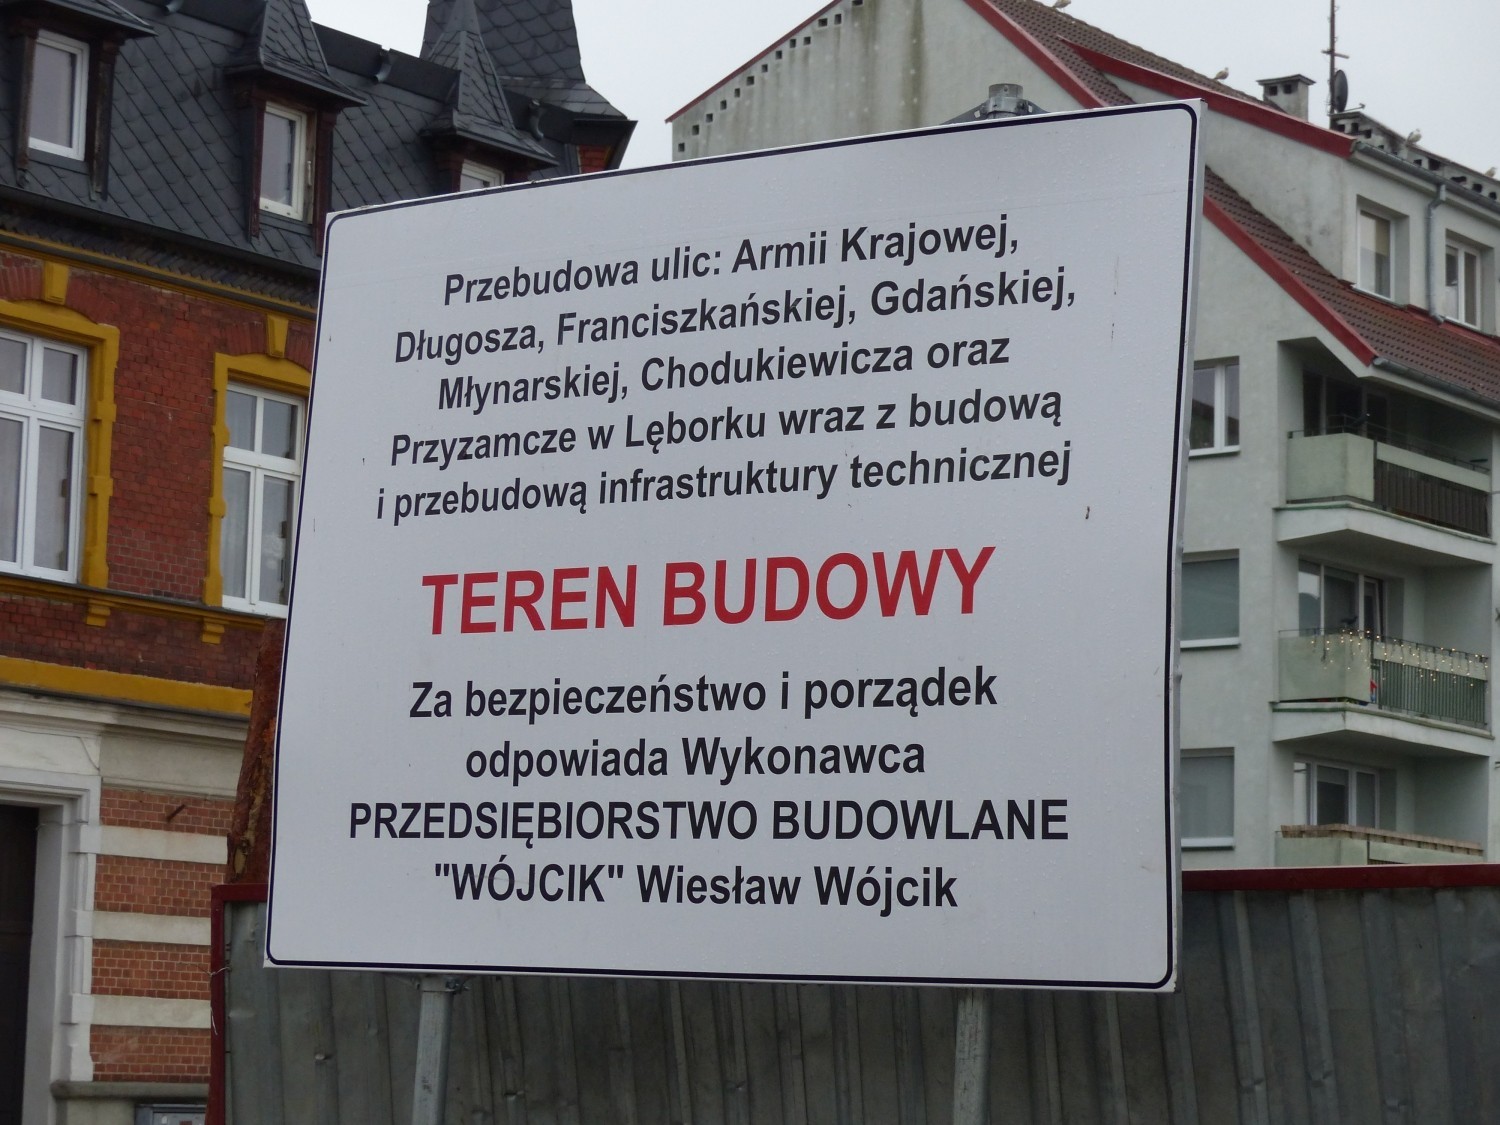 Przebudowa ulic: Armii Krajowej,
Długosza, Franciszkańskiej, Gdańskiej,
Młynarskiej, Chodukiewicza oraz
Przyzamcze w Lęborku wraz z budową
i przebudową infrastruktury technicznej
TEREN BUDOWY
Za bezpieczeństwo i porządek
odpowiada Wykonawca
PRZEDSIĘBIORSTWO BUDOWLANE
"WÓJCIK" Wiesław Wójcik